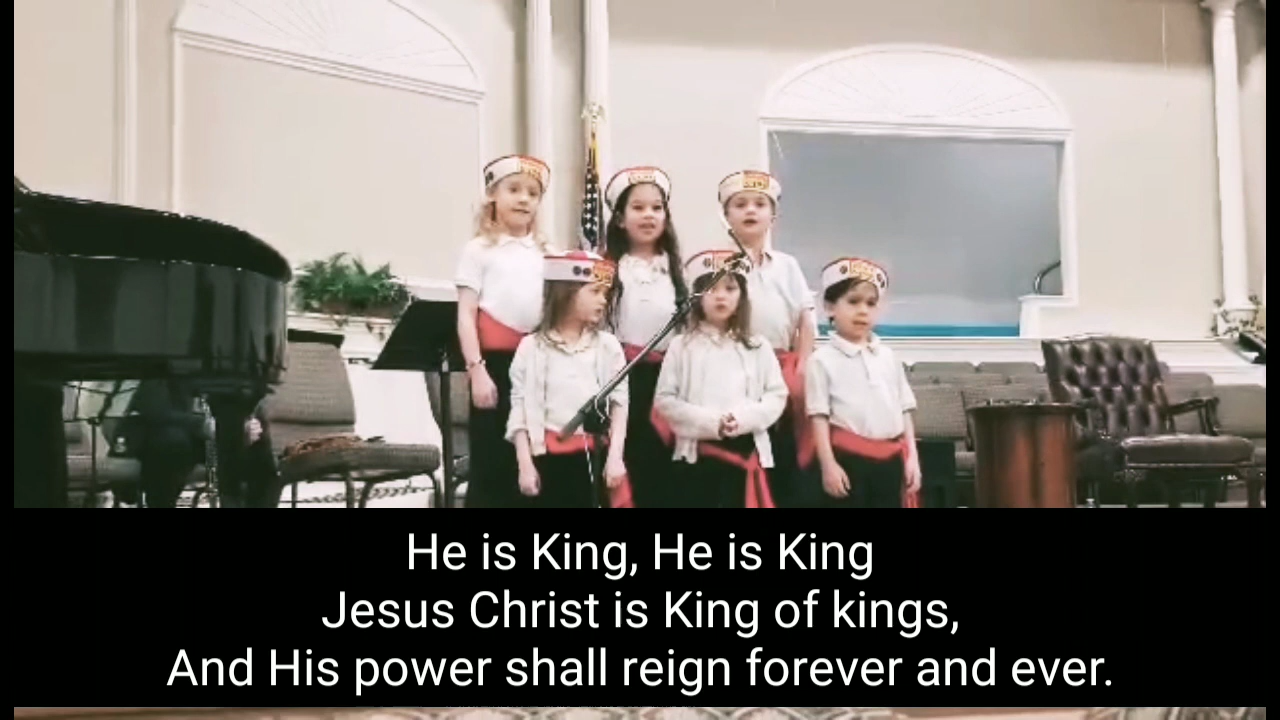 He is King, He is King
Jesus Christ is King of kings,
And His power shall reign forever and ever.